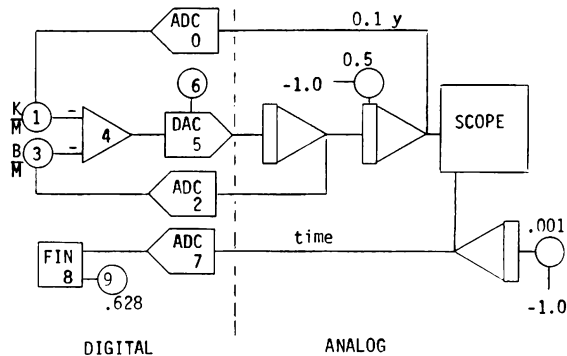 ADC
0
0.1 y
0.5
-1.0
6
K
M
1
-
4
DAC
5
SCOPE
B
M
3
-
ADC
2
ADC
7
time
.001
FIN
8
9
.628
-1.0
DIGITAL
ANALOG